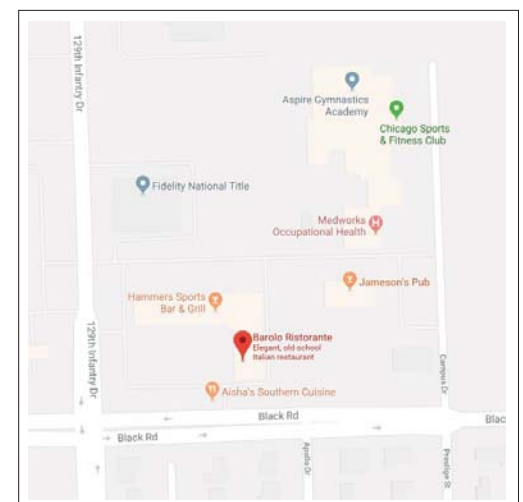 129th Infantry Dr
Aspire Gymnastics
Academy
Chicago Sports
& Fitness Club
Fidelity National Title
Medworks
Occupational Health
H
Jameson's Pub
Hammers Sports
Bar & Grill
Barolo Ristorante
Elegant, old school
Italian restaurant
129th Infantry Dr
Campus Dr
Aisha's Southern Cuisine
Black Rd
Blac
Black Rd
Apollo Dr
Prestige St